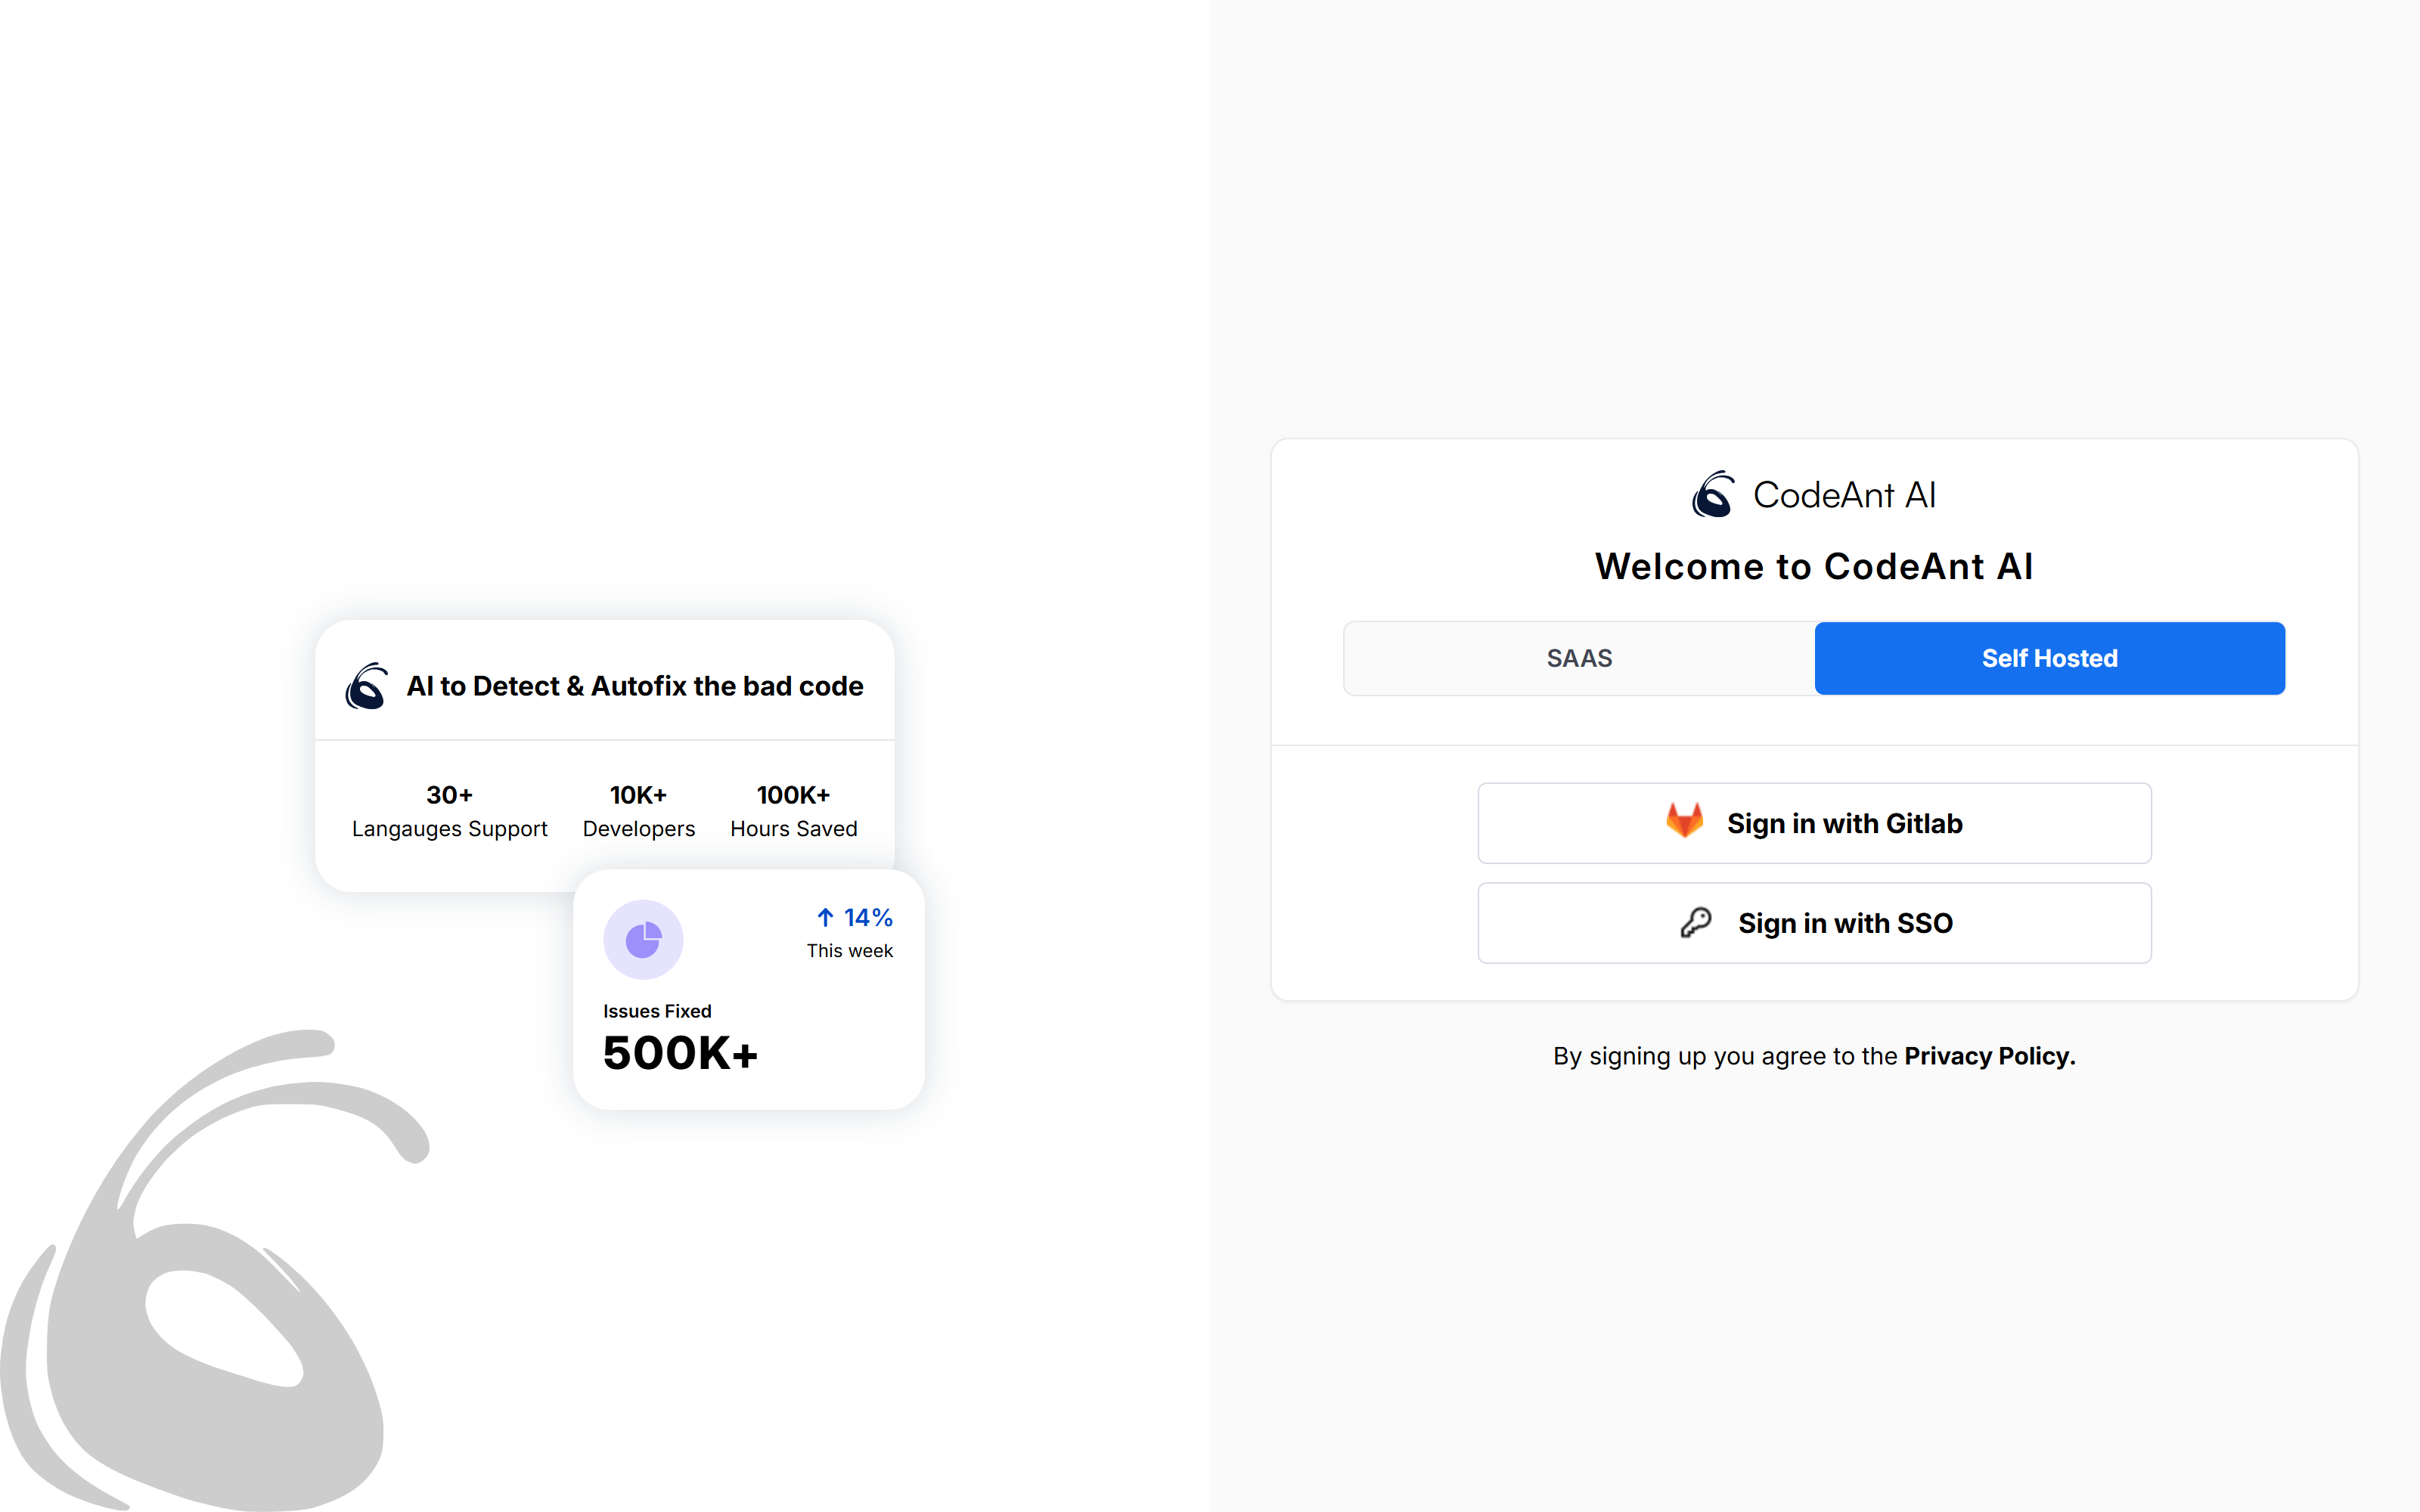 AI to Detect & Autofix the bad code
30+
Langauges Support
10K+
Developers
100K+
Hours Saved
14%
This week
Issues Fixed
500K+
CodeAnt AI
Welcome to CodeAnt AI
SAAS
Self Hosted
Sign in with Gitlab
Sign in with SSO
By signing up you agree to the Privacy Policy.